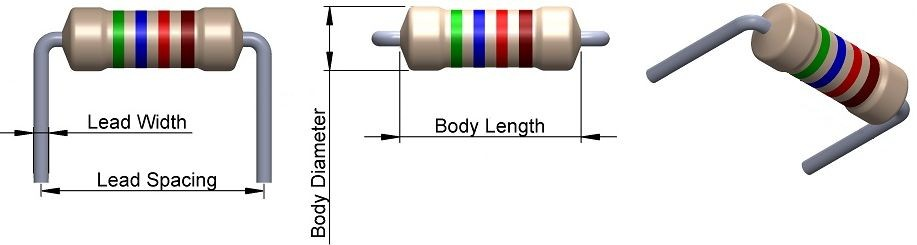 Lead Width
Lead Spacing
Body Diameter
Body Length